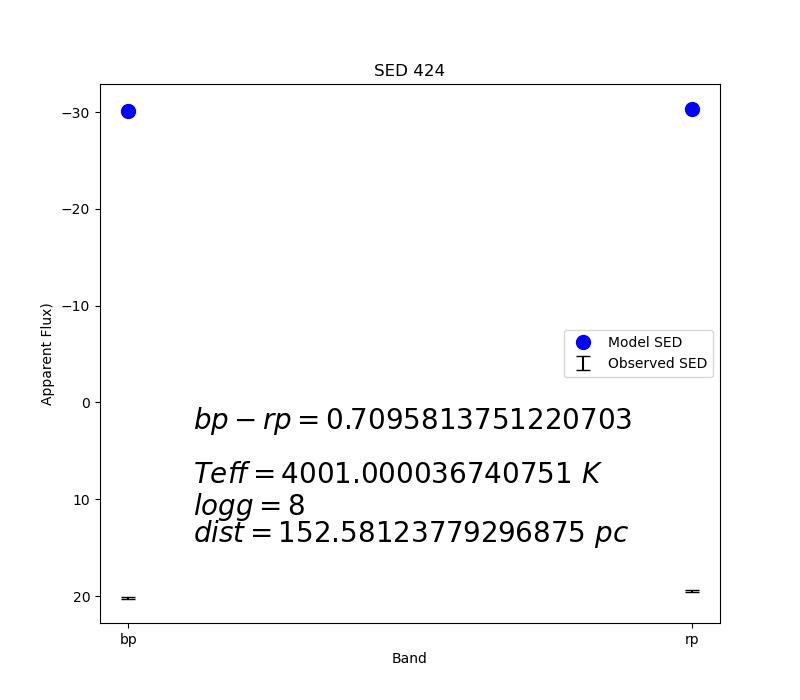 SED 424
−30
−20
−10
0
10
20
Apparent Flux)
Model SED
Observed SED
bp − rp = 0.7095813751220703
Teff = 4001.000036740751 K
logg = 8
dist = 152.58123779296875 pc
bp
rp
Band